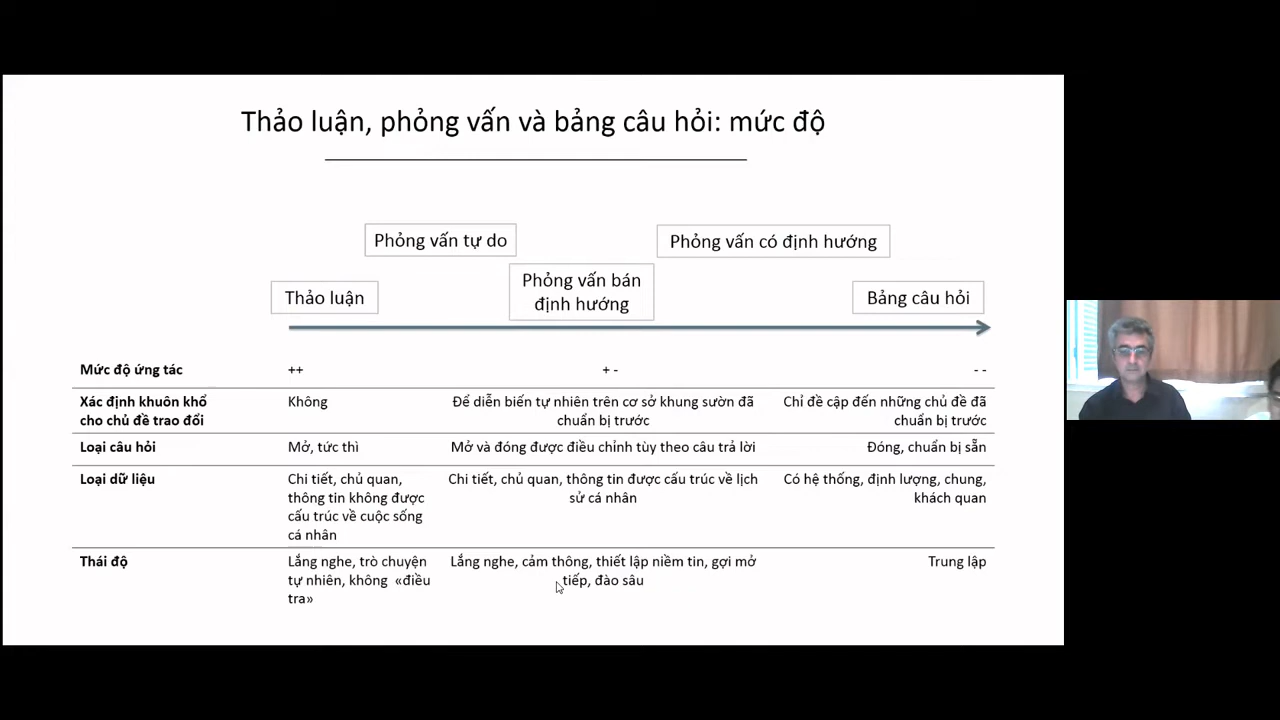 Thảo luận, phỏng vấn và bảng câu hỏi: mức độ
Phỏng vấn tự do
Phỏng vấn có định hướng
Thảo luận
Phỏng vấn bán
định hướng
Bảng câu hỏi
Mức độ ứng tác
++
+ -
- -
Xác định khuôn khổ
cho chủ đề trao đổi
Không
Để diễn biến tự nhiên trên cơ sở khung sườn đã
chuẩn bị trước
Chỉ đề cập đến những chủ đề đã
chuẩn bị trước
Loại câu hỏi
Mở, tức thì
Mở và đóng được điều chỉnh tùy theo câu trả lời
Đóng, chuẩn bị sẵn
Loại dữ liệu
Chi tiết, chủ quan,
thông tin không được
cấu trúc về cuộc sống
cá nhân
Chi tiết, chủ quan, thông tin được cấu trúc về lịch
sử cá nhân
Có hệ thống, định lượng, chung,
khách quan
Thái độ
Lắng nghe, trò chuyện
tự nhiên, không «điều
tra»
Lắng nghe, cảm thông, thiết lập niềm tin, gợi mở
tiếp, đào sâu
Trung lập